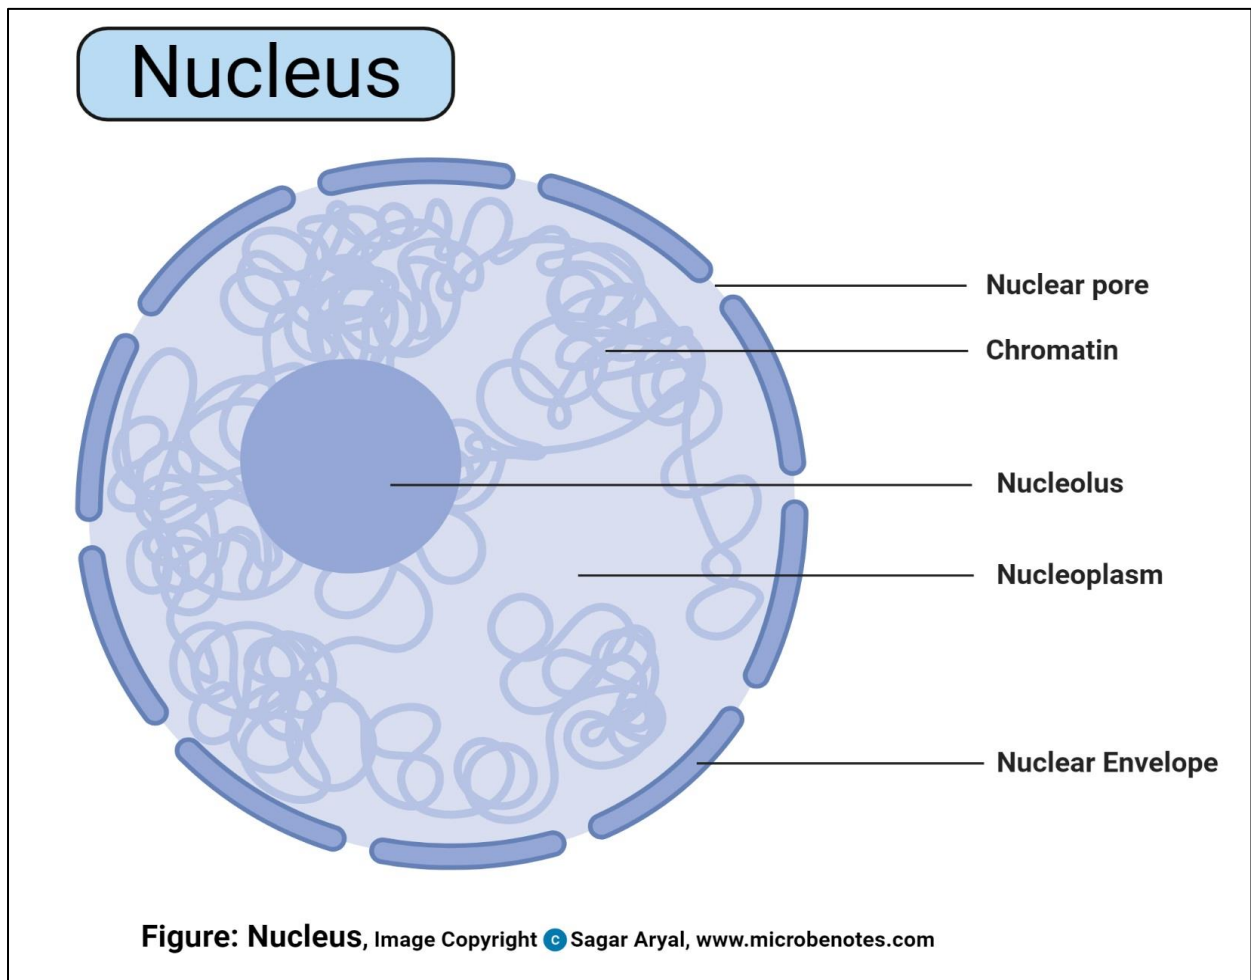 Nucleus
Nuclear pore
Chromatin
Nucleolus
Nucleoplasm
Nuclear Envelope
Figure: Nucleus, Image Copyright © Sagar Aryal, www.microbenotes.com